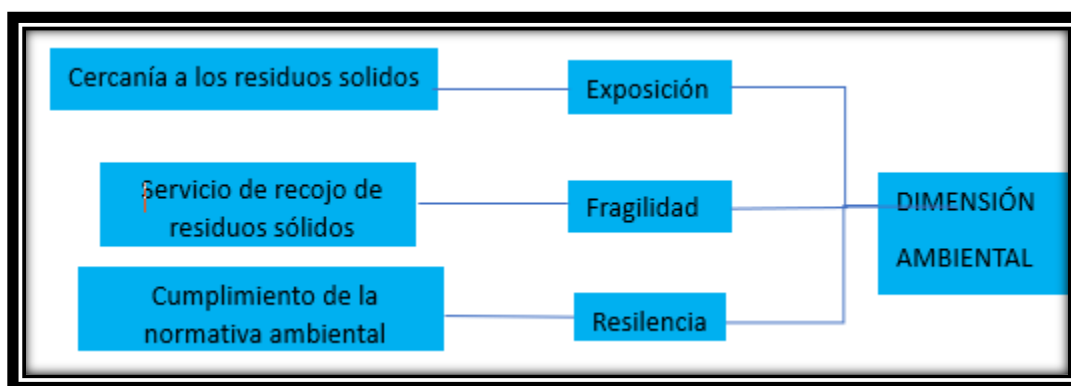 Cercanía a los residuos solidos
Exposición
Servicio de recojo de
residuos sólidos
Fragilidad
Cumplimiento de la
normativa ambiental
Resilencia
DIMENSIÓN
AMBIENTAL